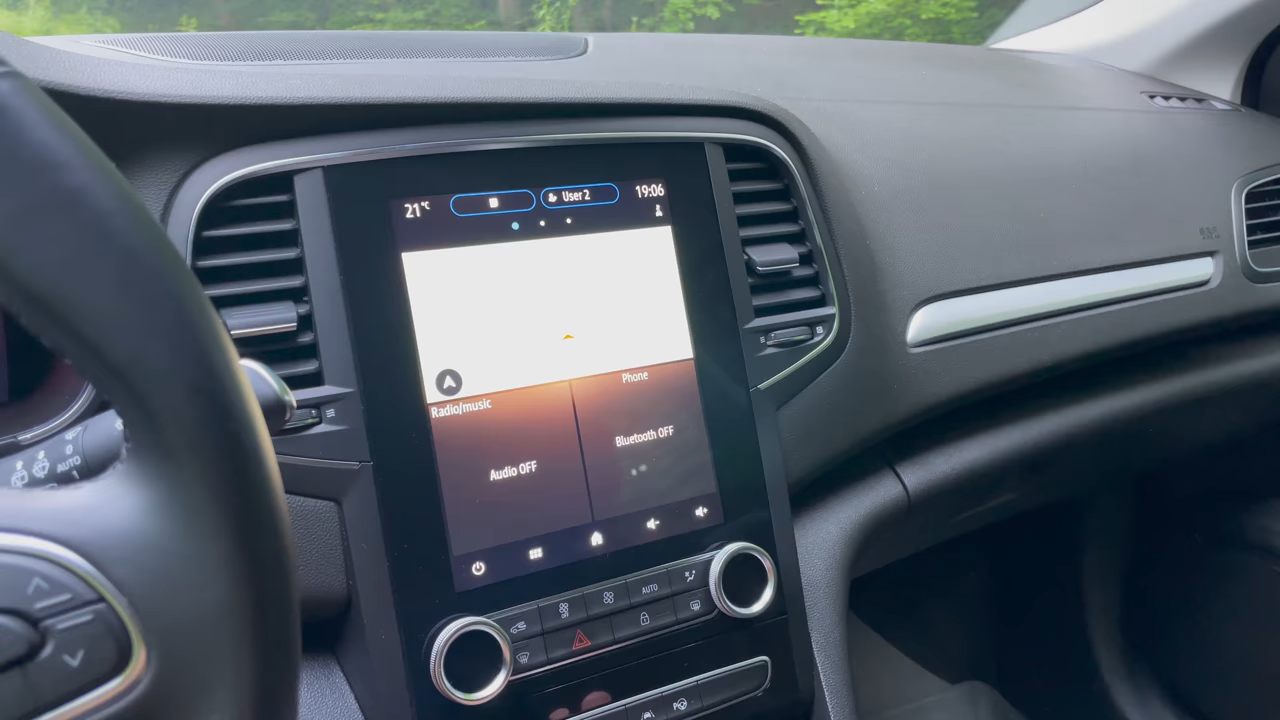 21°C
User 2
19:06
Radio/music
Phone
Audio OFF
Bluetooth OFF
AUTO
AUTO